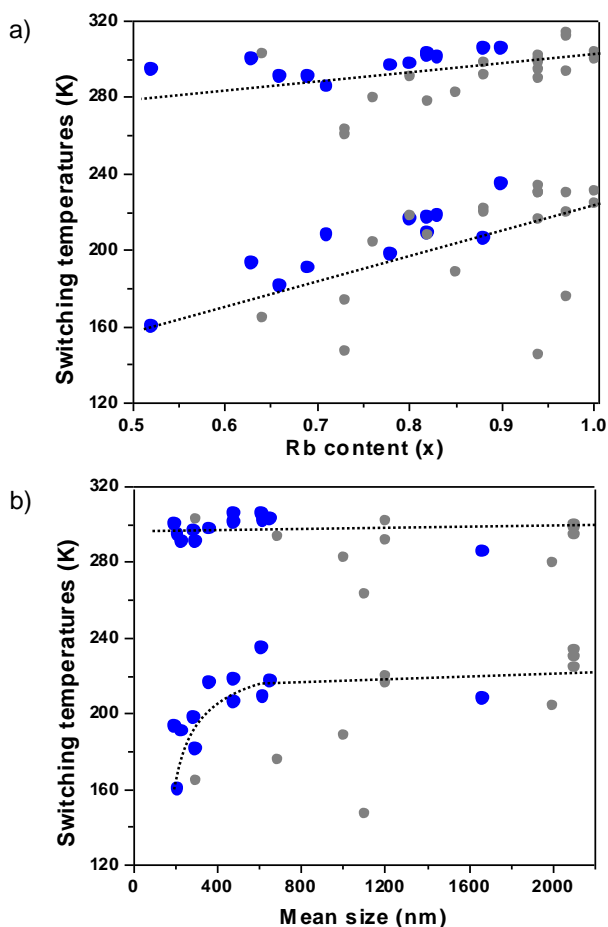 a)
320
280
240
200
160
120
Switching temperatures (K)
0.5 0.6 0.7 0.8 0.9 1.0
Rb content (x)
b)
320
280
240
200
160
120
Switching temperatures (K)
0 400 800 1200 1600 2000
Mean size (nm)